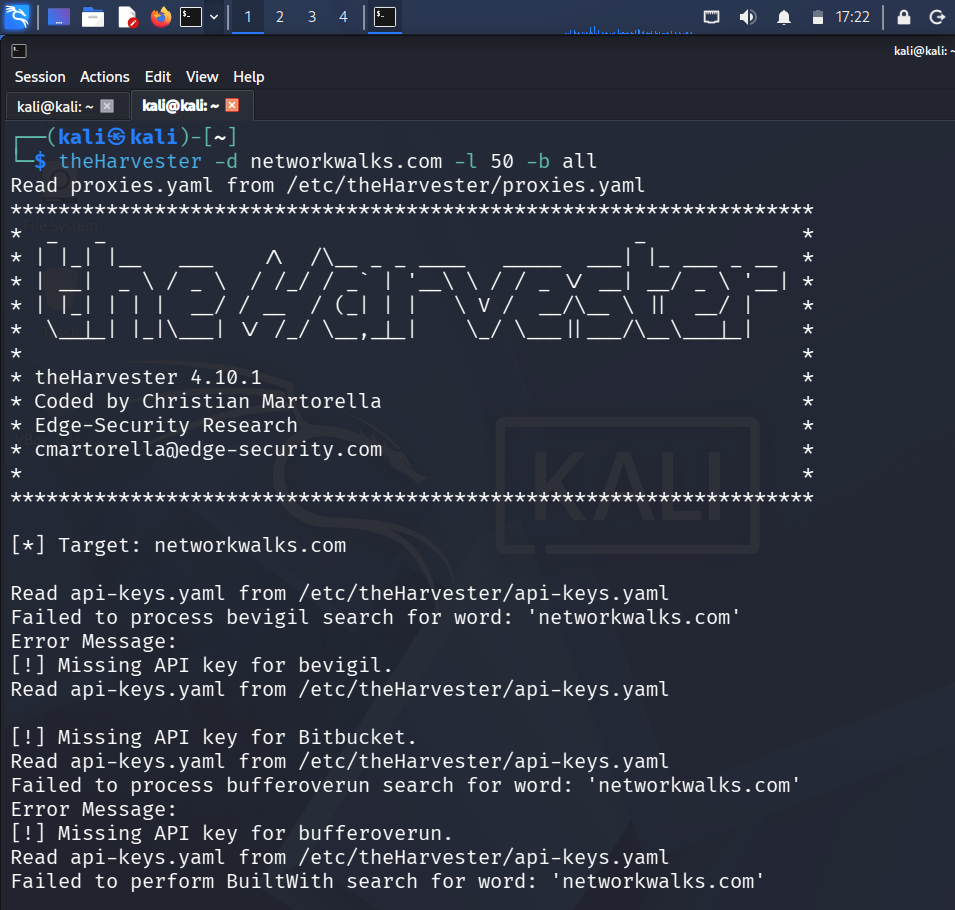 1 2 3 4 17:22
kali@kali: ~
Session Actions Edit View Help
kali@kali: ~ kali@kali: ~
┌──(kali㉿kali)-[~]
└─$ theHarvester -d networkwalks.com -l 50 -b all
Read proxies.yaml from /etc/theHarvester/proxies.yaml
*******************************************************************
*  _   _                                            _             *
* | |_| |__   ___    /\  /\__ _ _ ____   _____  ___| |_ ___ _ __  *
* | __|  _ \ / _ \  / /_/ / _` | '__\ \ / / _ \/ __| __/ _ \ '__| *
* | |_| | | |  __/ / __  / (_| | |   \ V /  __/\__ \ ||  __/ |    *
*  \__|_| |_|\___| \/ /_/ \__,_|_|    \_/ \___||___/\__\___|_|    *
*                                                                 *
* theHarvester 4.10.1                                             *
* Coded by Christian Martorella                                   *
* Edge-Security Research                                          *
* cmartorella@edge-security.com                                   *
*                                                                 *
*******************************************************************
[*] Target: networkwalks.com
Read api-keys.yaml from /etc/theHarvester/api-keys.yaml
Failed to process bevigil search for word: 'networkwalks.com'
Error Message:
[!] Missing API key for bevigil.
Read api-keys.yaml from /etc/theHarvester/api-keys.yaml
[!] Missing API key for Bitbucket.
Read api-keys.yaml from /etc/theHarvester/api-keys.yaml
Failed to process bufferoverun search for word: 'networkwalks.com'
Error Message:
[!] Missing API key for bufferoverun.
Read api-keys.yaml from /etc/theHarvester/api-keys.yaml
Failed to perform BuiltWith search for word: 'networkwalks.com'
File System
KALI